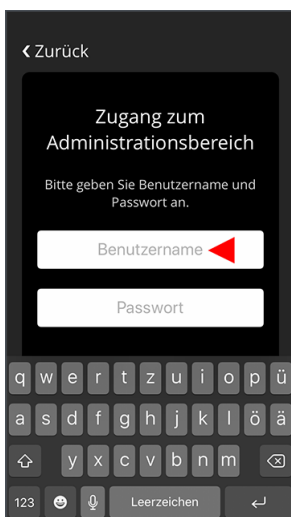 Zurück
Zugang zum
Administrationsbereich
Bitte geben Sie Benutzername und
Passwort an.
Benutzername
Passwort
q w e r t z u i o p ü
a s d f g h j k l ö ä
y x c v b n m
123 Leerzeichen